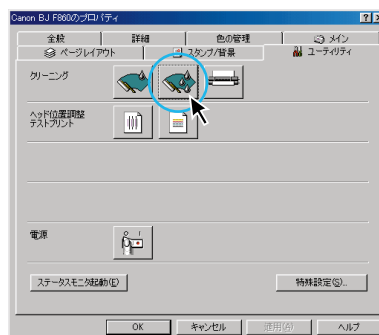 Canon BJ F860のプロパティ
全般 詳細 色の管理 メイン
ページレイアウト スタンプ/背景 ユーティリティ
クリーニング
ヘッド位置調整
テストプリント
電源
ステータスモニタ起動(E) 特殊設定(S)...
OK キャンセル 適用(A) ヘルプ